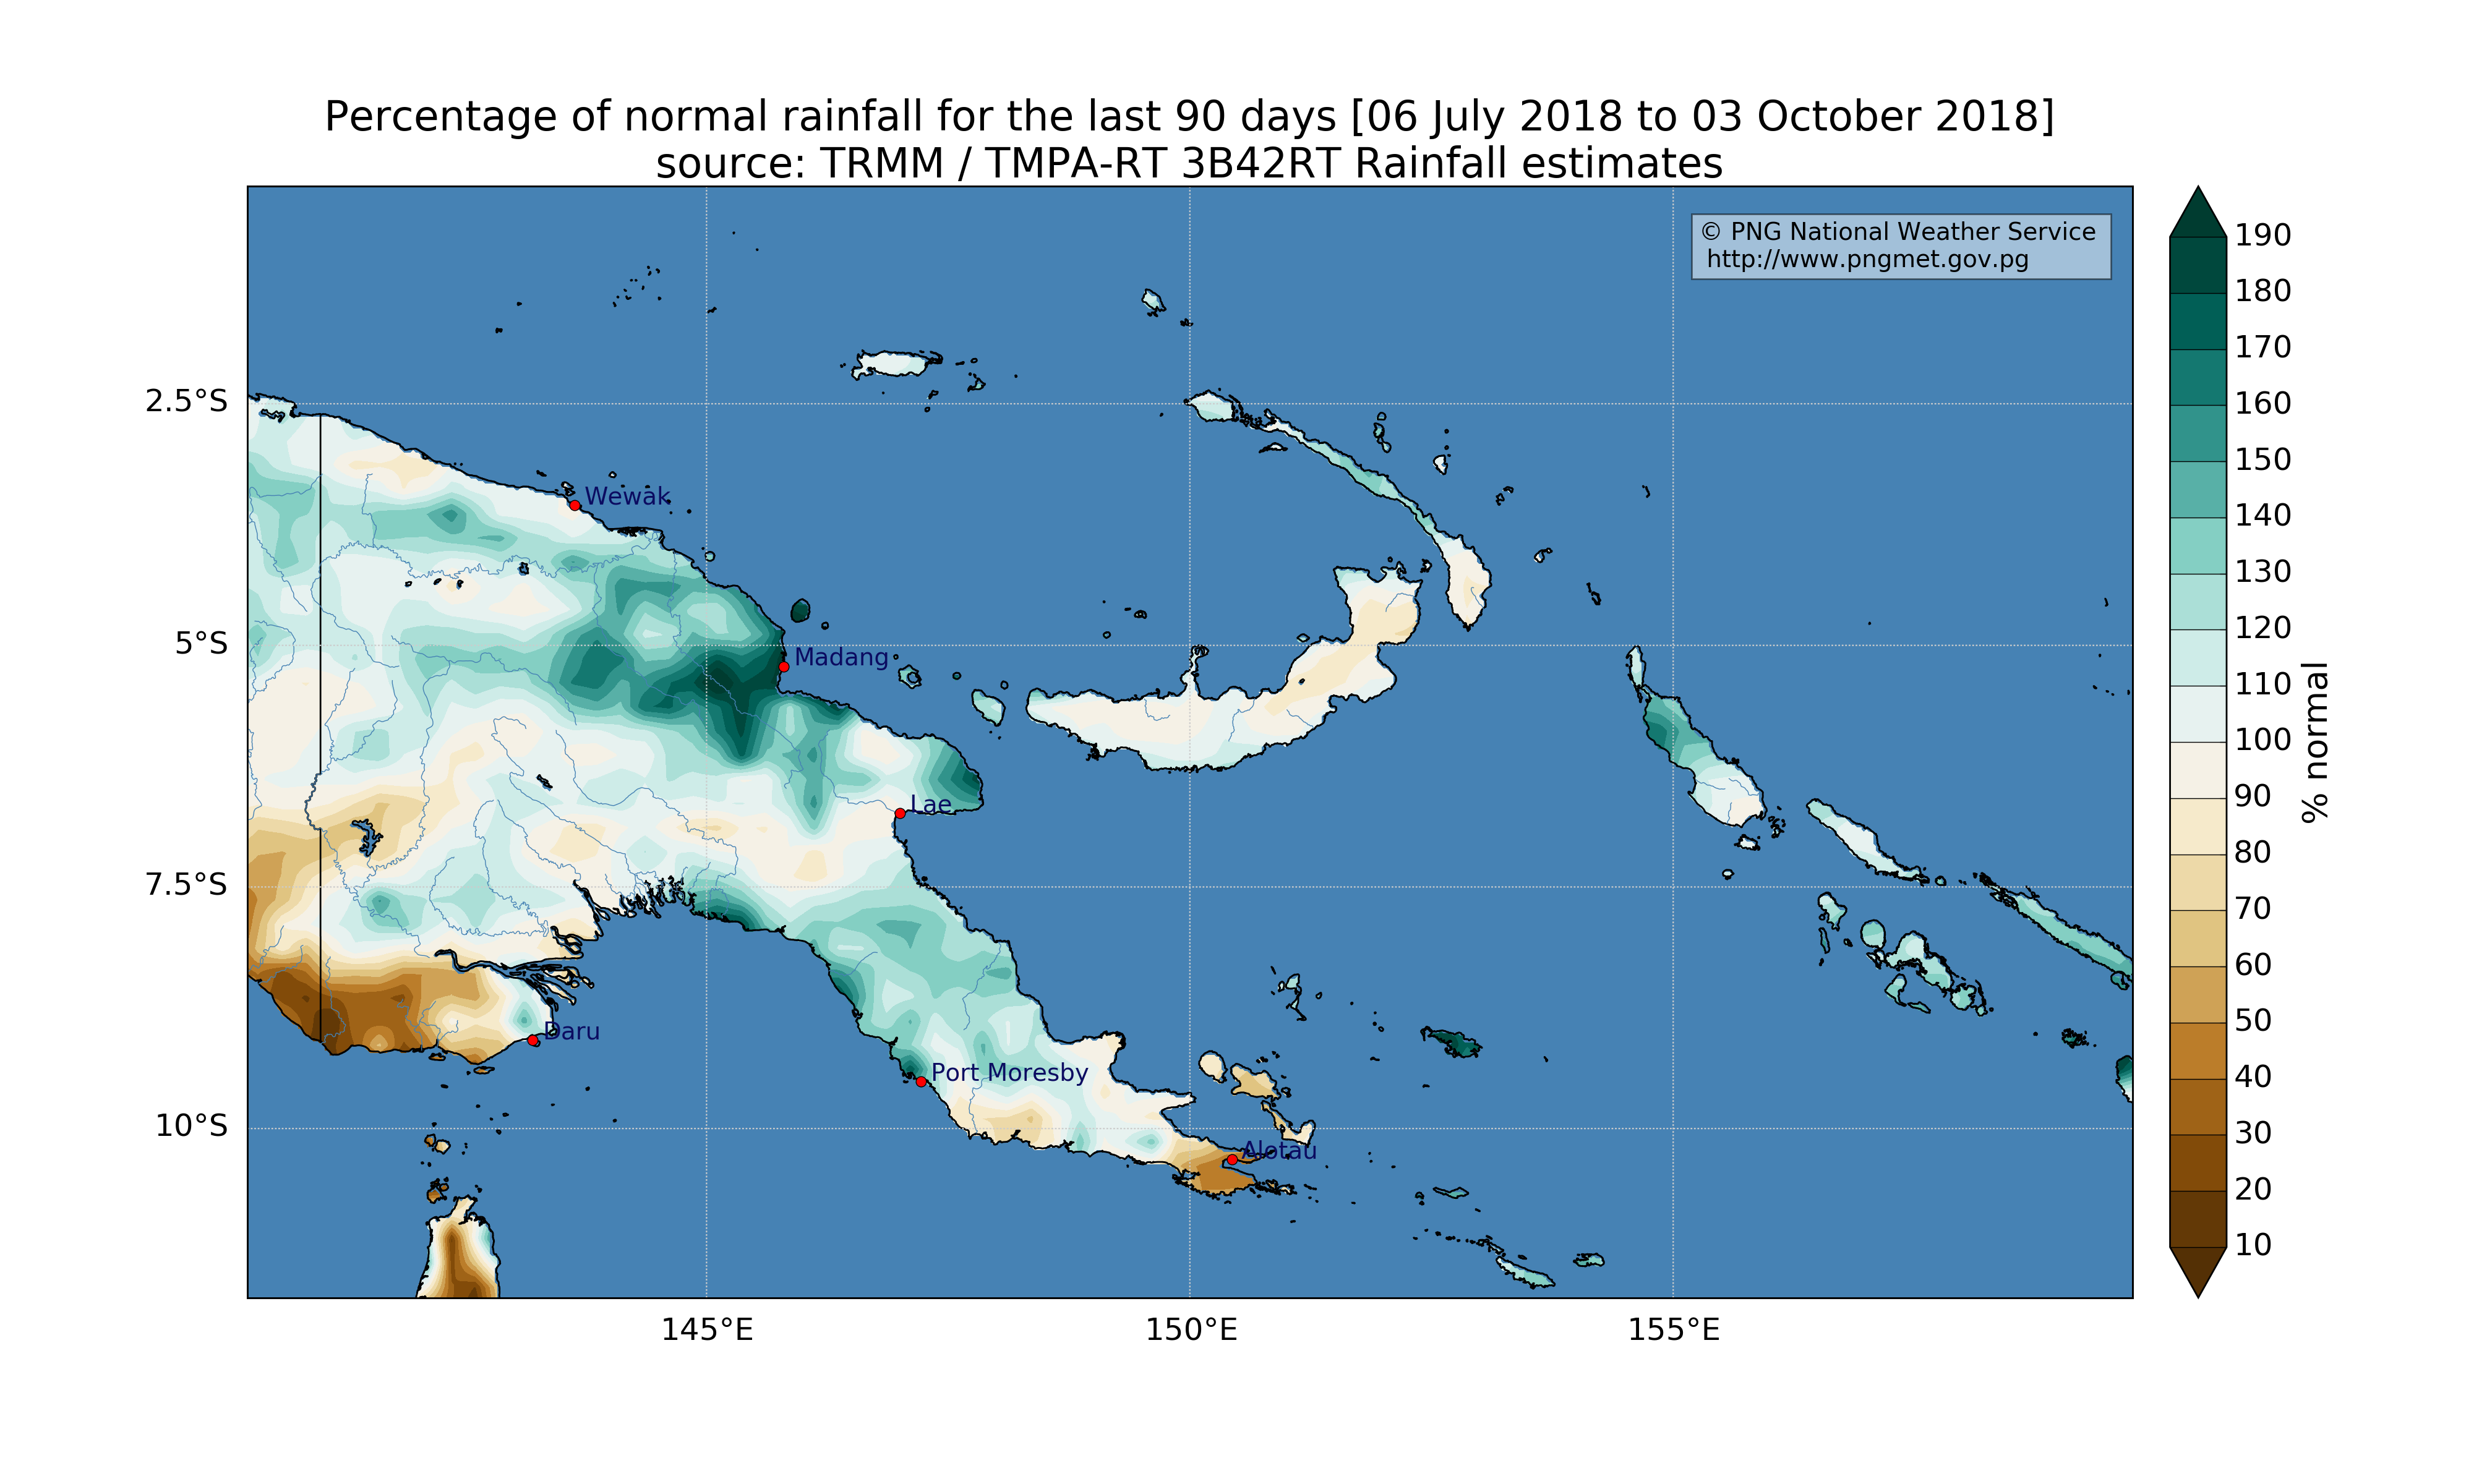 Percentage of normal rainfall for the last 90 days [06 July 2018 to 03 October 2018]
source: TRMM / TMPA-RT 3B42RT Rainfall estimates
© PNG National Weather Service
http://www.pngmet.gov.pg
2.5°S
5°S
7.5°S
10°S
145°E
150°E
155°E
Wewak
Madang
Lae
Daru
Port Moresby
Alotau
190
180
170
160
150
140
130
120
110
100
90
80
70
60
50
40
30
20
10
% normal